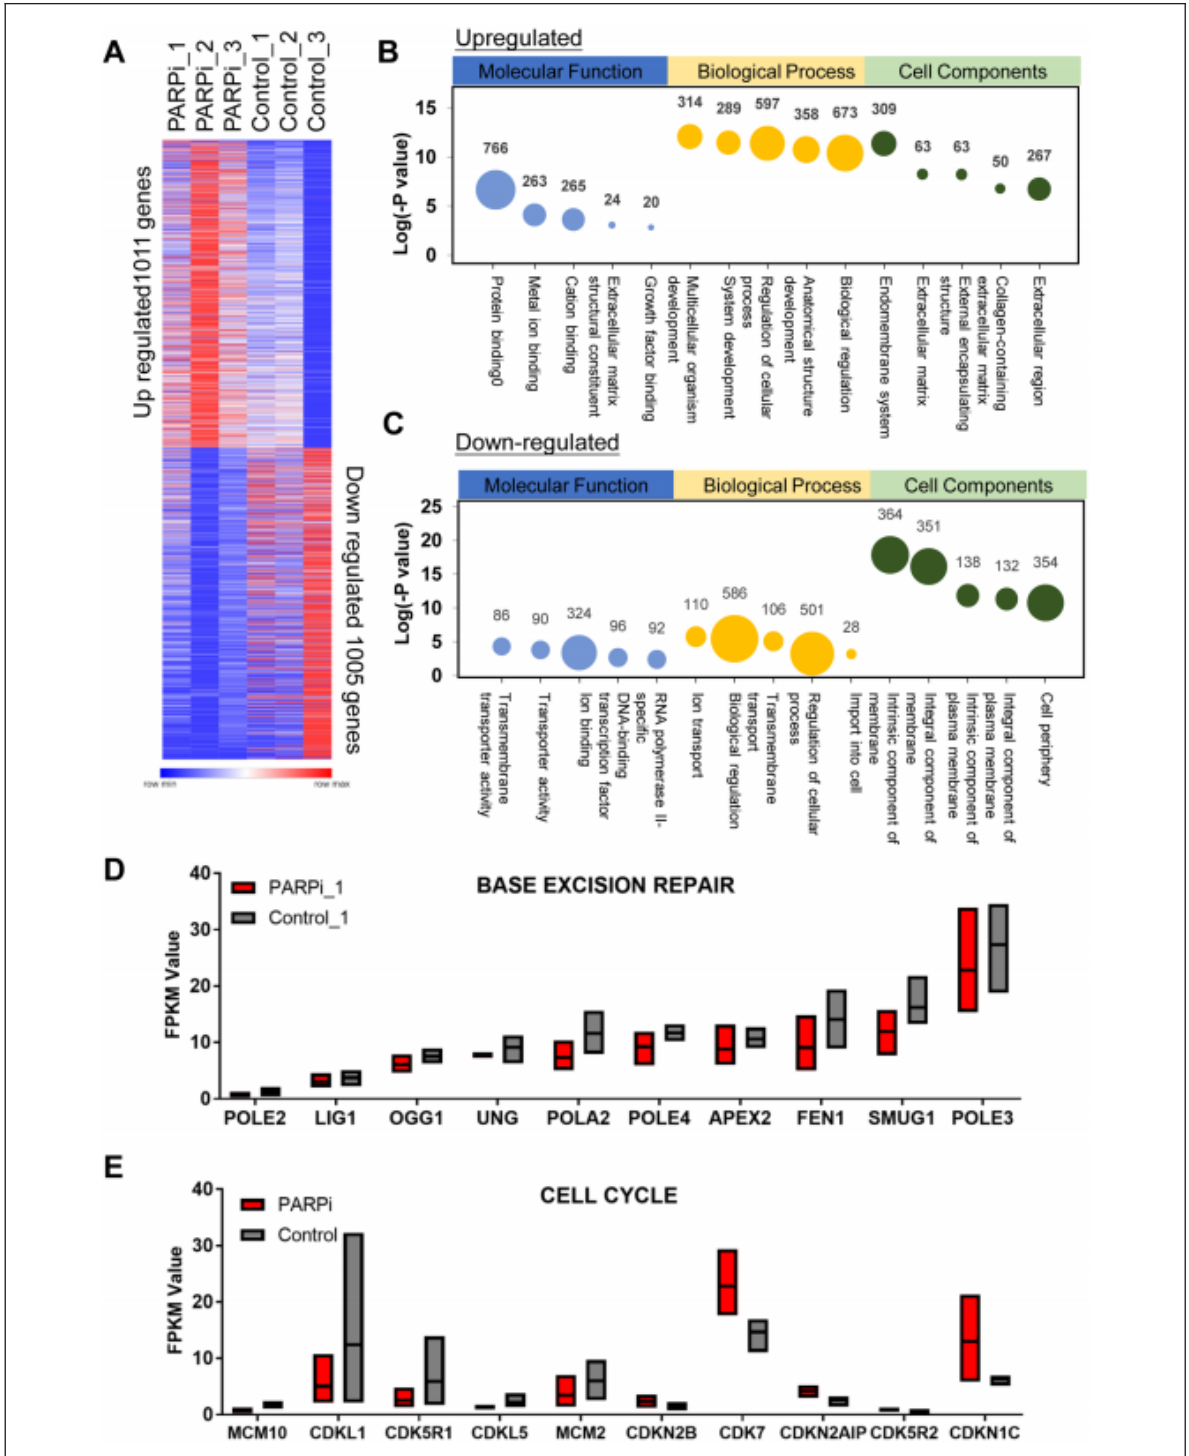 A
PARPi_1
PARPi_2
PARPi_3
Control_1
Control_2
Control_3
Up regulated1011 genes
Down regulated 1005 genes
row min
row max
B
Upregulated
Molecular Function
Biological Process
Cell Components
Log(-P value)
15
10
5
0
766
263
265
24
20
314
289
597
358
673
309
63
63
50
267
Protein binding0
Metal ion binding
Cation binding
Extracellular matrix
structural constituent
Growth factor binding
Multicellular organism
development
System development
Regulation of cellular
process
Anatomical structure
development
Biological regulation
Endomembrane system
Extracellular matrix
External encapsulating
structure
Collagen-containing
extracellular matrix
Extracellular region
C
Down-regulated
Molecular Function
Biological Process
Cell Components
Log(-P value)
25
20
15
10
5
0
86
90
324
96
92
110
586
106
501
28
364
351
138
132
354
Transmembrane
transporter activity
Transporter activity
Ion binding
DNA-binding
transcription factor
RNA polymerase II-
specific
Ion transport
Biological regulation
Transmembrane
transport
Regulation of cellular
process
Import into cell
Intrinsic component of
membrane
Integral component of
membrane
Intrinsic component of
plasma membrane
Integral component of
plasma membrane
Cell periphery
D
BASE EXCISION REPAIR
PARPi_1
Control_1
FPKM Value
40
30
20
10
0
POLE2 LIG1 OGG1 UNG POLA2 POLE4 APEX2 FEN1 SMUG1 POLE3
E
CELL CYCLE
PARPi
Control
FPKM Value
40
30
20
10
0
MCM10 CDKL1 CDK5R1 CDKL5 MCM2 CDKN2B CDK7 CDKN2AIP CDK5R2 CDKN1C